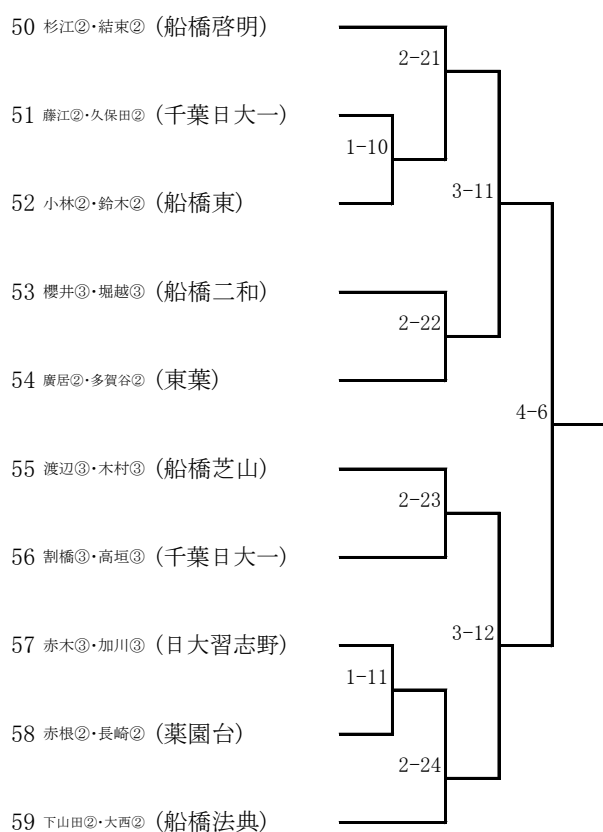 50 杉江②・結束② (船橋啓明)
2-21
51 藤江②・久保田② (千葉日大一)
1-10
3-11
52 小林②・鈴木② (船橋東)
53 櫻井③・堀越③ (船橋二和)
2-22
54 廣居②・多賀谷② (東葉)
4-6
55 渡辺③・木村③ (船橋芝山)
2-23
56 割橋③・高垣③ (千葉日大一)
3-12
57 赤木③・加川③ (日大習志野)
1-11
58 赤根②・長崎② (薬園台)
2-24
59 下山田②・大西② (船橋法典)